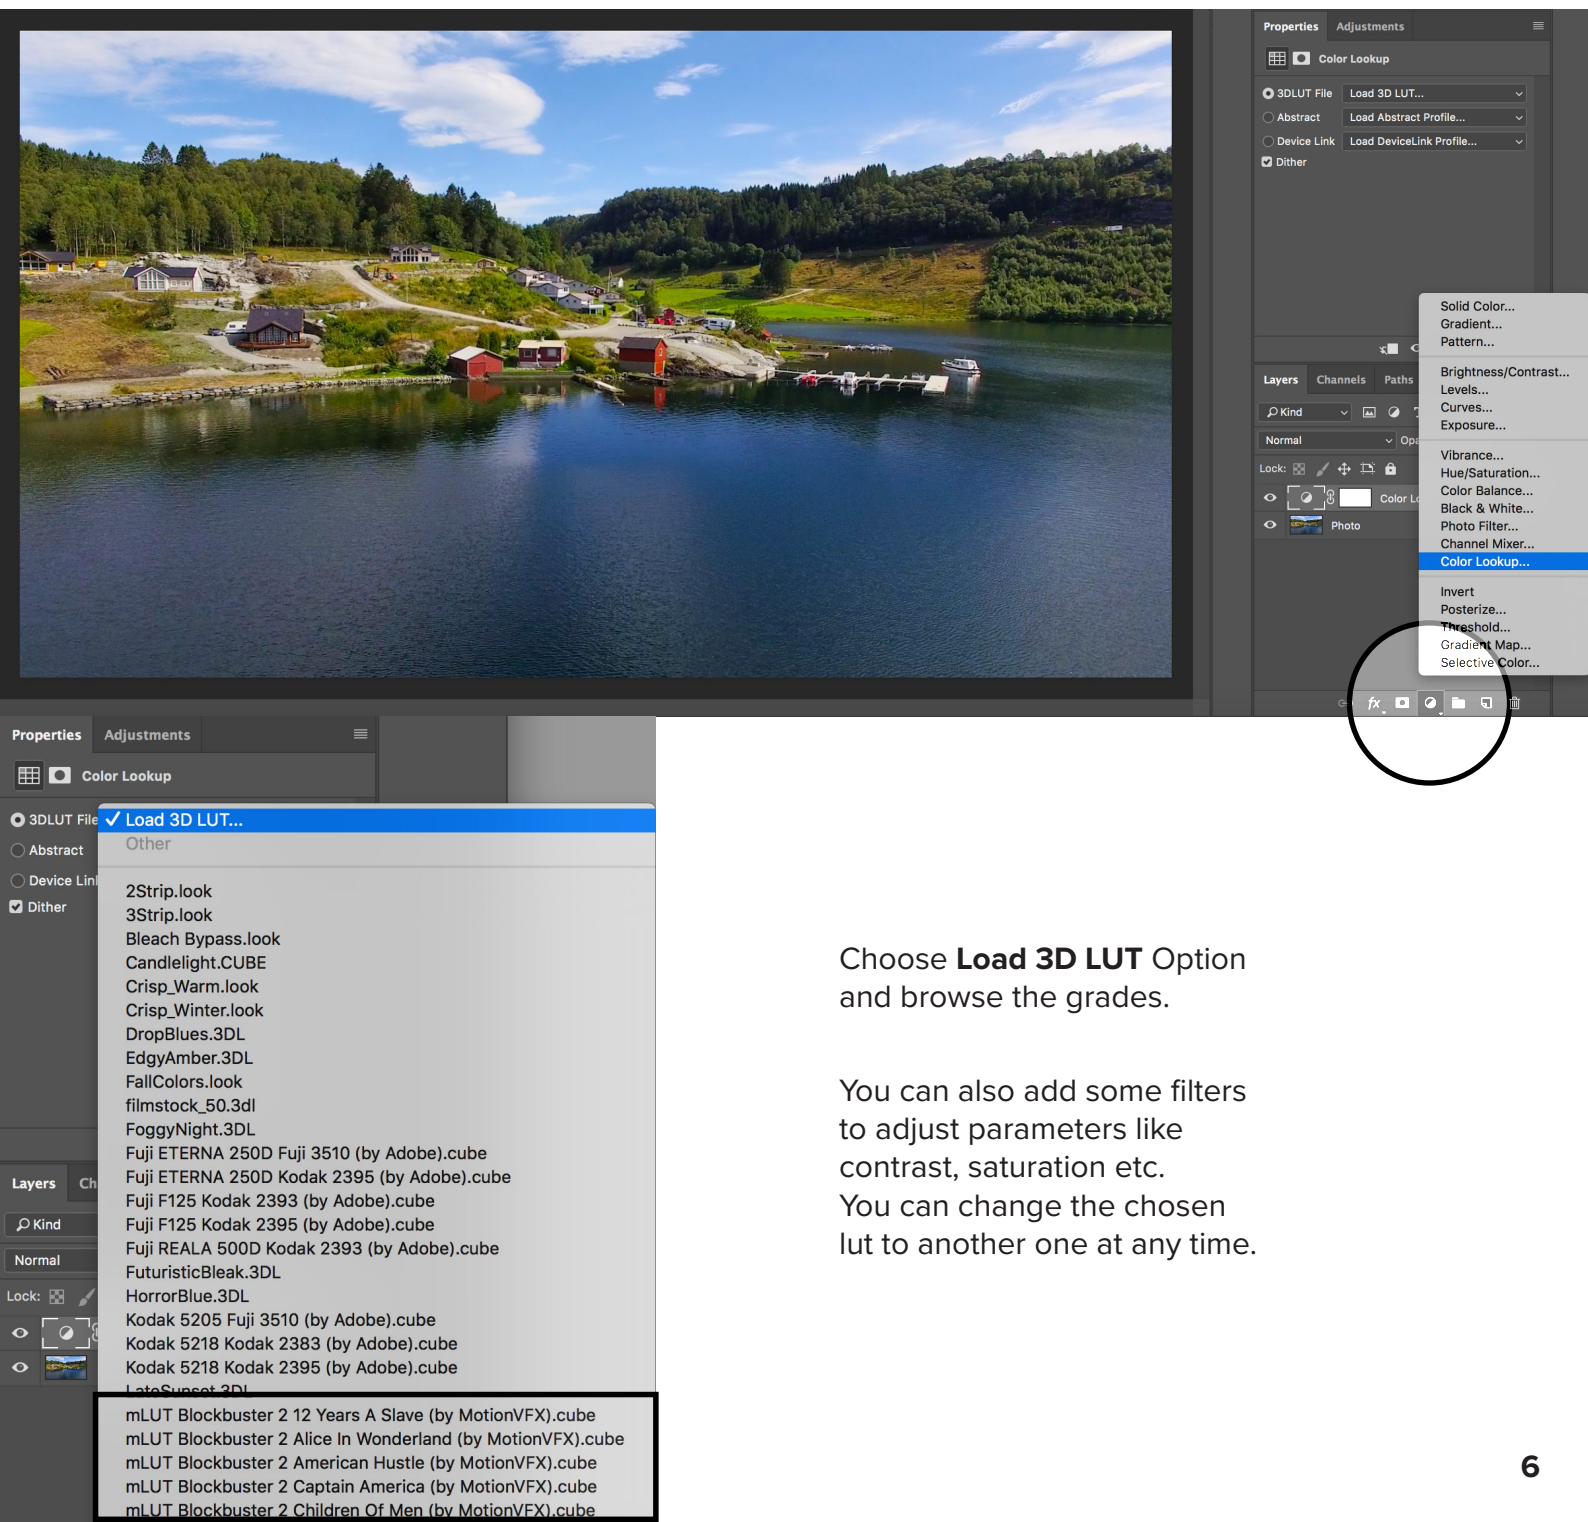 Properties Adjustments
Color Lookup
3DLUT File Load 3D LUT...
Abstract Load Abstract Profile...
Device Link Load DeviceLink Profile...
Dither
Solid Color...
Gradient...
Pattern...
Brightness/Contrast...
Levels...
Curves...
Exposure...
Vibrance...
Hue/Saturation...
Color Balance...
Black & White...
Photo Filter...
Channel Mixer...
Color Lookup...
Invert
Posterize...
Threshold...
Gradient Map...
Selective Color...
Layers Channels Paths
Kind
Normal Opa
Lock:
Color Lo
Photo
fx
Properties Adjustments
Color Lookup
3DLUT File
Abstract
Device Lin
Dither
Load 3D LUT...
Other
2Strip.look
3Strip.look
Bleach Bypass.look
Candlelight.CUBE
Crisp_Warm.look
Crisp_Winter.look
DropBlues.3DL
EdgyAmber.3DL
FallColors.look
filmstock_50.3dl
FoggyNight.3DL
Fuji ETERNA 250D Fuji 3510 (by Adobe).cube
Fuji ETERNA 250D Kodak 2395 (by Adobe).cube
Fuji F125 Kodak 2393 (by Adobe).cube
Fuji F125 Kodak 2395 (by Adobe).cube
Fuji REALA 500D Kodak 2393 (by Adobe).cube
FuturisticBleak.3DL
HorrorBlue.3DL
Kodak 5205 Fuji 3510 (by Adobe).cube
Kodak 5218 Kodak 2383 (by Adobe).cube
Kodak 5218 Kodak 2395 (by Adobe).cube
LateSunset.3DL
mLUT Blockbuster 2 12 Years A Slave (by MotionVFX).cube
mLUT Blockbuster 2 Alice In Wonderland (by MotionVFX).cube
mLUT Blockbuster 2 American Hustle (by MotionVFX).cube
mLUT Blockbuster 2 Captain America (by MotionVFX).cube
mLUT Blockbuster 2 Children Of Men (by MotionVFX).cube
Layers Ch
Kind
Normal
Lock:
Choose Load 3D LUT Option
and browse the grades.
You can also add some filters
to adjust parameters like
contrast, saturation etc.
You can change the chosen
lut to another one at any time.
6